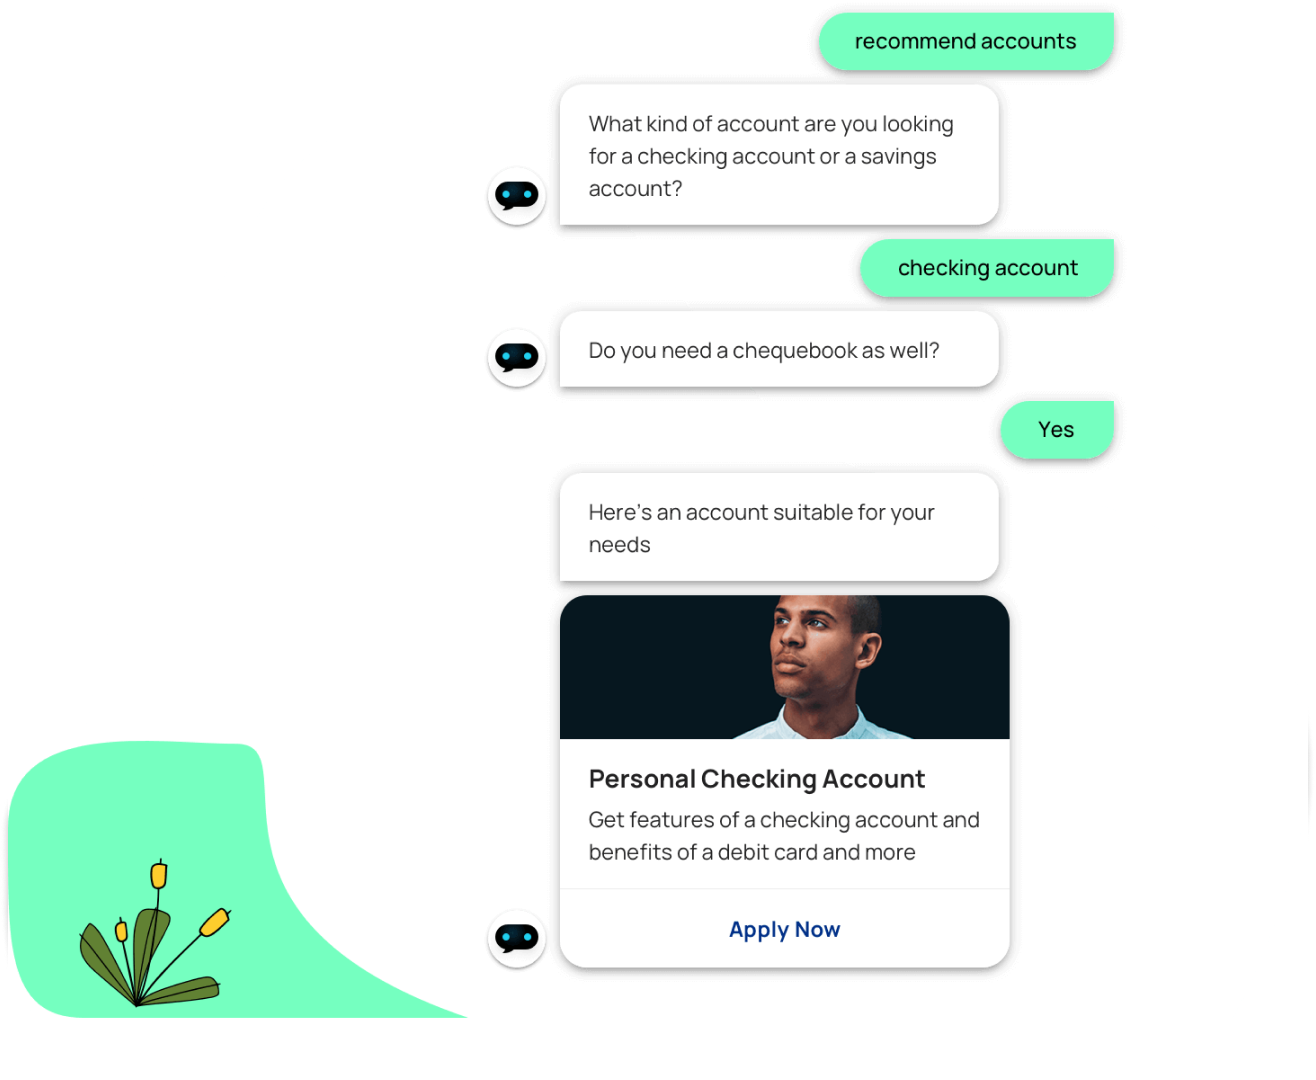 recommend accounts
What kind of account are you looking
for a checking account or a savings
account?
checking account
Do you need a chequebook as well?
Yes
Here's an account suitable for your
needs
Personal Checking Account
Get features of a checking account and
benefits of a debit card and more
Apply Now